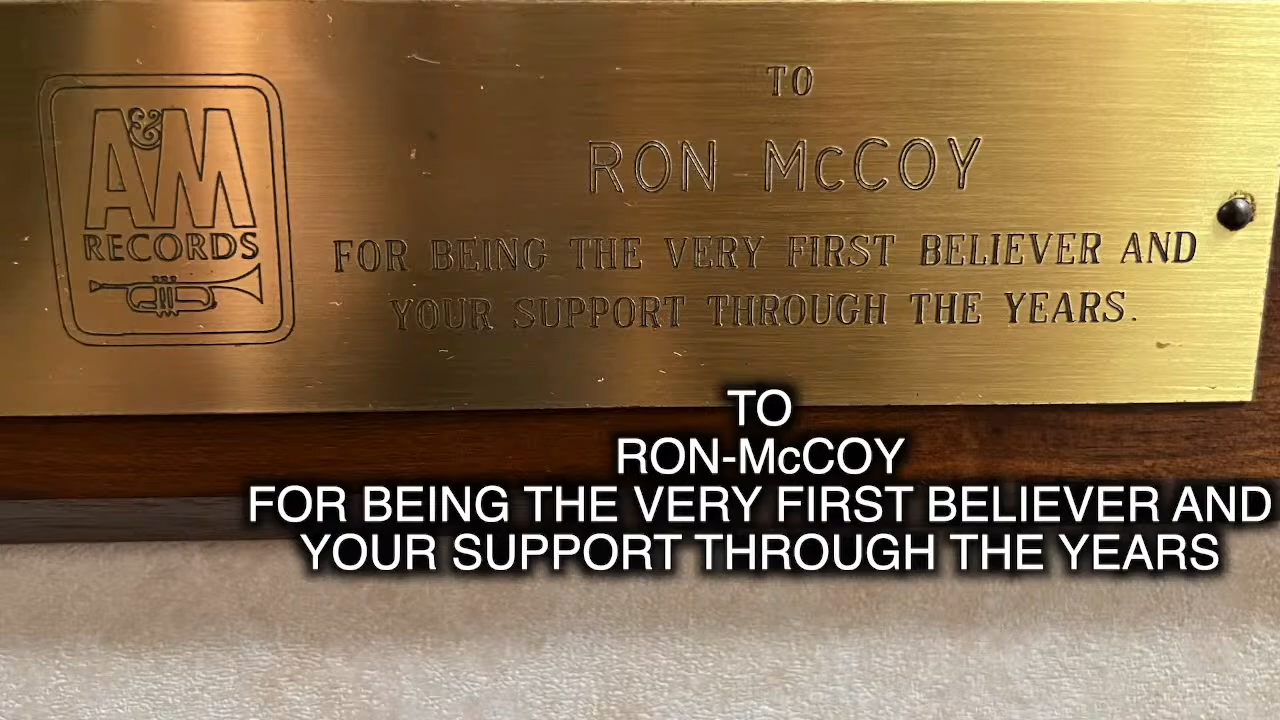 A&M
RECORDS
TO
RON McCOY
FOR BEING THE VERY FIRST BELIEVER AND
YOUR SUPPORT THROUGH THE YEARS.
TO
RON-McCOY
FOR BEING THE VERY FIRST BELIEVER AND
YOUR SUPPORT THROUGH THE YEARS